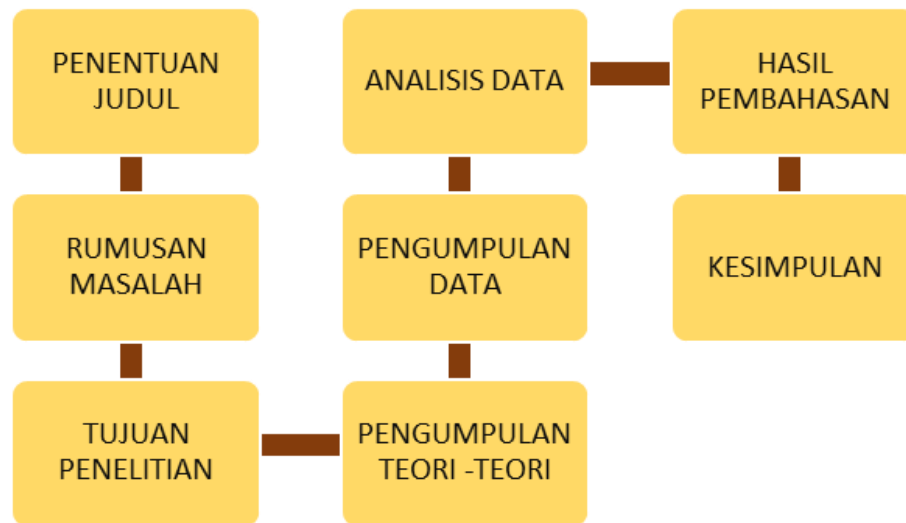 PENENTUAN
JUDUL
RUMUSAN
MASALAH
TUJUAN
PENELITIAN
PENGUMPULAN
TEORI -TEORI
PENGUMPULAN
DATA
ANALISIS DATA
HASIL
PEMBAHASAN
KESIMPULAN